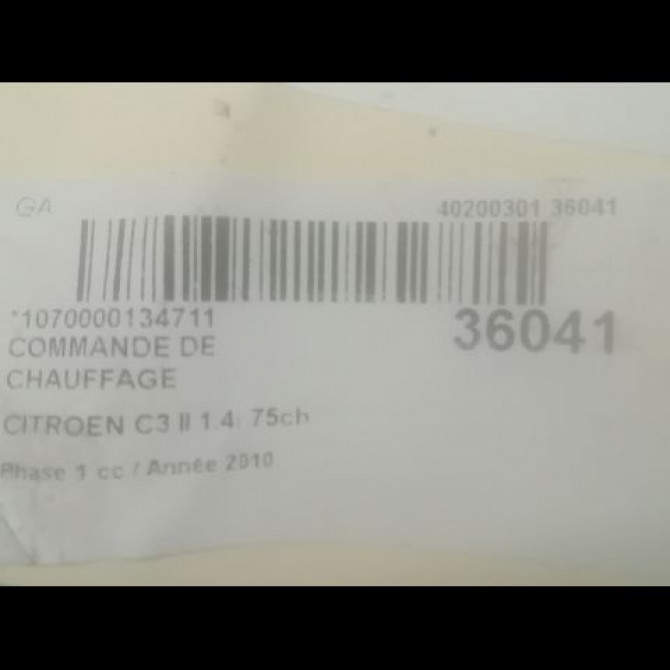 GA 40200301 36041
*1070000134711 36041
COMMANDE DE
CHAUFFAGE
CITROEN C3 II 1.4 75ch
Phase 1 cc / Année 2010